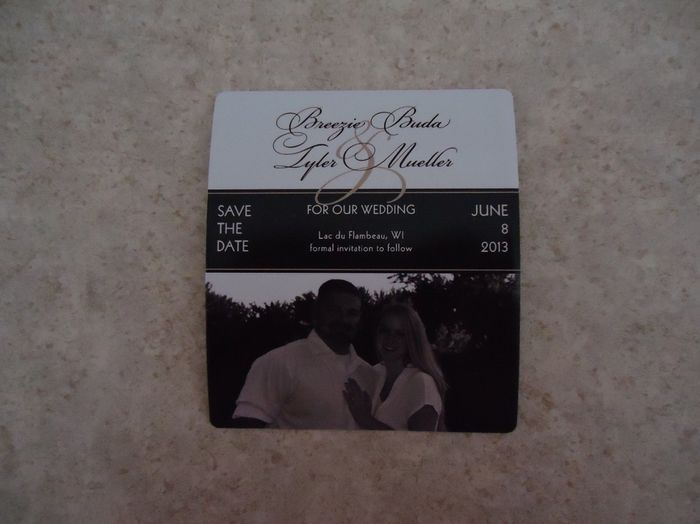 Breezie Buda
&
Tyler Mueller
SAVE
THE
DATE
FOR OUR WEDDING
Lac du Flambeau, WI
formal invitation to follow
JUNE
8
2013